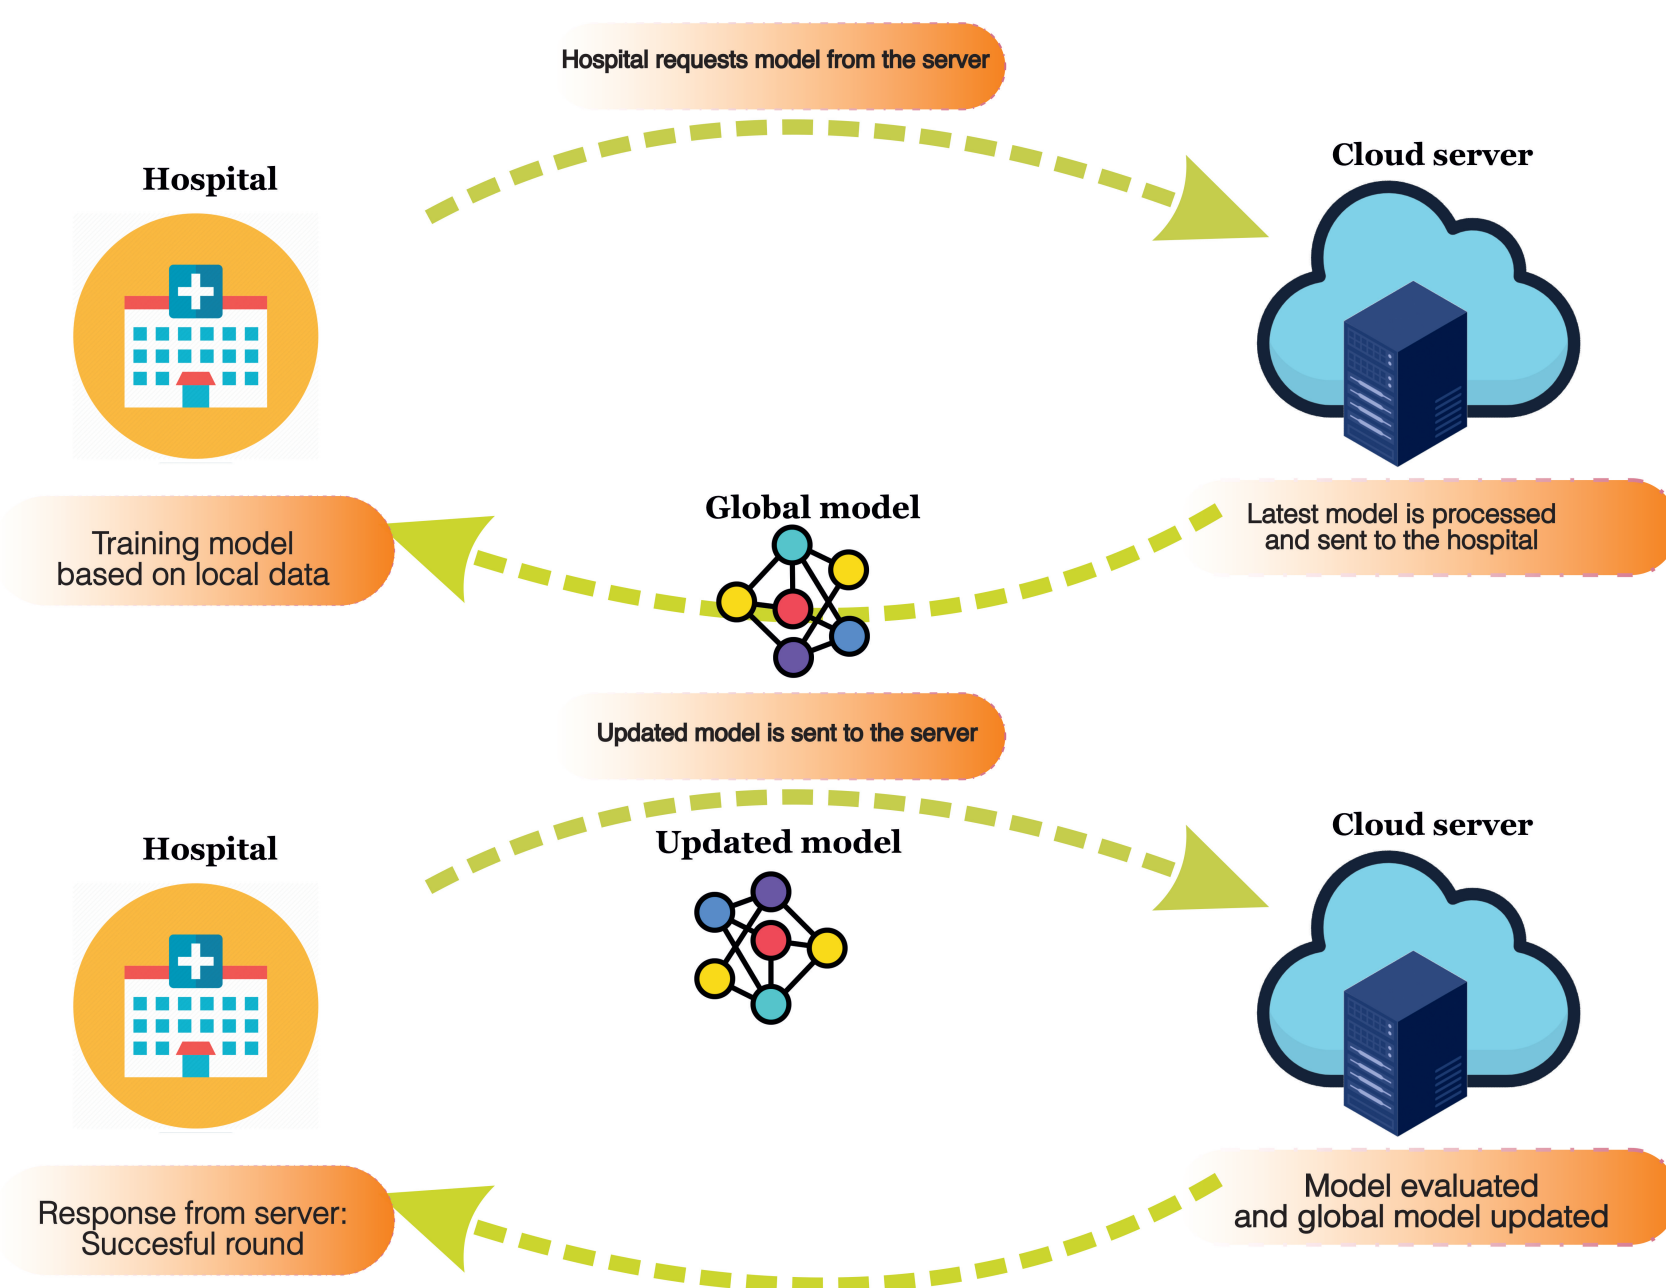 Hospital requests model from the server
Hospital
Cloud server
Global model
Latest model is processed
and sent to the hospital
Training model
based on local data
Updated model is sent to the server
Hospital
Updated model
Cloud server
Model evaluated
and global model updated
Response from server:
Succesful round